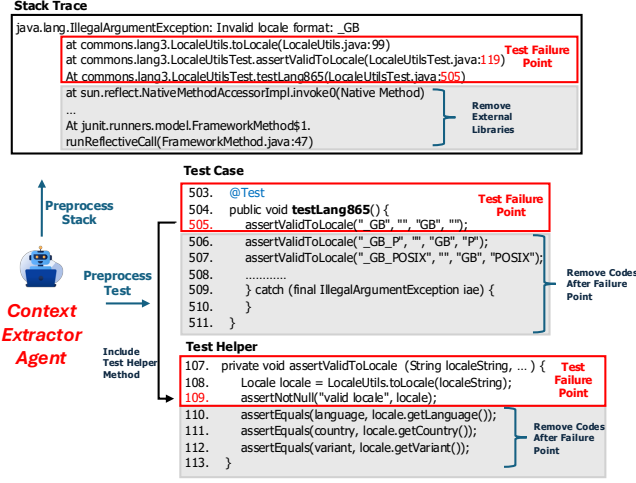 Stack Trace
java.lang.IllegalArgumentException: Invalid locale format: _GB
at commons.lang3.LocaleUtils.toLocale(LocaleUtils.java:99)
at commons.lang3.LocaleUtilsTest.assertValidToLocale(LocaleUtilsTest.java:119)
At commons.lang3.LocaleUtilsTest.testLang865(LocaleUtilsTest.java:505)
Test Failure
Point
at sun.reflect.NativeMethodAccessorImpl.invoke0(Native Method)
...
At junit.runners.model.FrameworkMethod$1.
runReflectiveCall(FrameworkMethod.java:47)
Remove
External
Libraries
Preprocess
Stack
Preprocess
Test
Context
Extractor
Agent
Include
Test Helper
Method
Test Case
503. @Test
504. public void testLang865() {
505. assertValidToLocale("_GB", "", "GB", "");
Test Failure
Point
506. assertValidToLocale("_GB_P", "", "GB", "P");
507. assertValidToLocale("_GB_POSIX", "", "GB", "POSIX");
508. ............
509. } catch (final IllegalArgumentException iae) {
510. }
511. }
Remove Codes
After Failure
Point
Test Helper
107. private void assertValidToLocale (String localeString, ... ) {
108. Locale locale = LocaleUtils.toLocale(localeString);
109. assertNotNull("valid locale", locale);
Test
Failure
Point
110. assertEquals(language, locale.getLanguage());
111. assertEquals(country, locale.getCountry());
112. assertEquals(variant, locale.getVariant());
113. }
Remove Codes
After Failure
Point